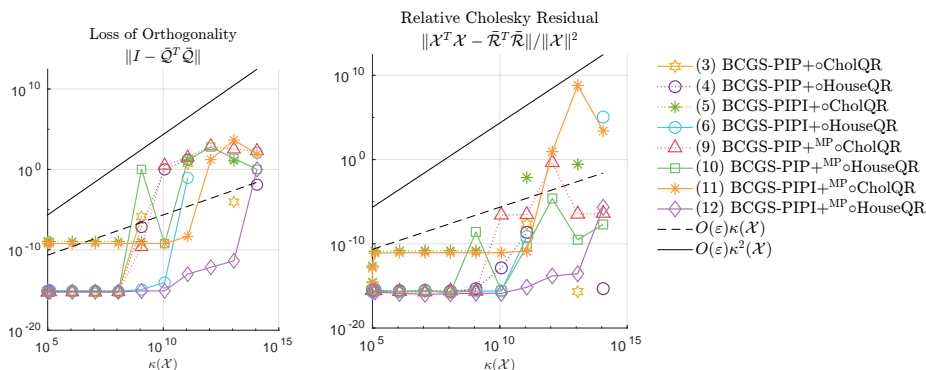 Loss of Orthogonality
‖I − Q̄ᵀQ̄‖
10¹⁰
10⁰
10⁻¹⁰
10⁻²⁰
10⁵
10¹⁰
10¹⁵
κ(𝒳)
Relative Cholesky Residual
‖𝒳ᵀ𝒳 − R̄ᵀR̄‖/‖𝒳‖²
10¹⁰
10⁰
10⁻¹⁰
10⁻²⁰
10⁵
10¹⁰
10¹⁵
κ(𝒳)
(3) BCGS-PIP+∘CholQR
(4) BCGS-PIP+∘HouseQR
(5) BCGS-PIPI+∘CholQR
(6) BCGS-PIPI+∘HouseQR
(9) BCGS-PIP+ᴹᴾ∘CholQR
(10) BCGS-PIP+ᴹᴾ∘HouseQR
(11) BCGS-PIPI+ᴹᴾ∘CholQR
(12) BCGS-PIPI+ᴹᴾ∘HouseQR
O(ε)κ(𝒳)
O(ε)κ²(𝒳)